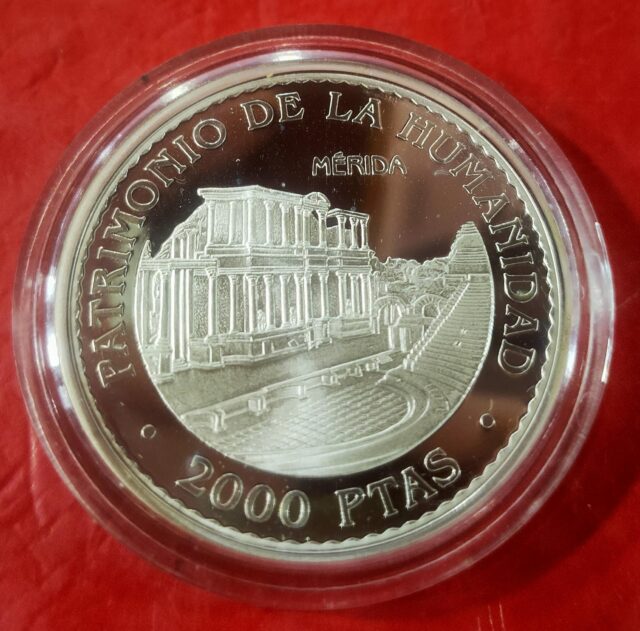 PATRIMONIO DE LA HUMANIDAD
MÉRIDA
2000 PTAS